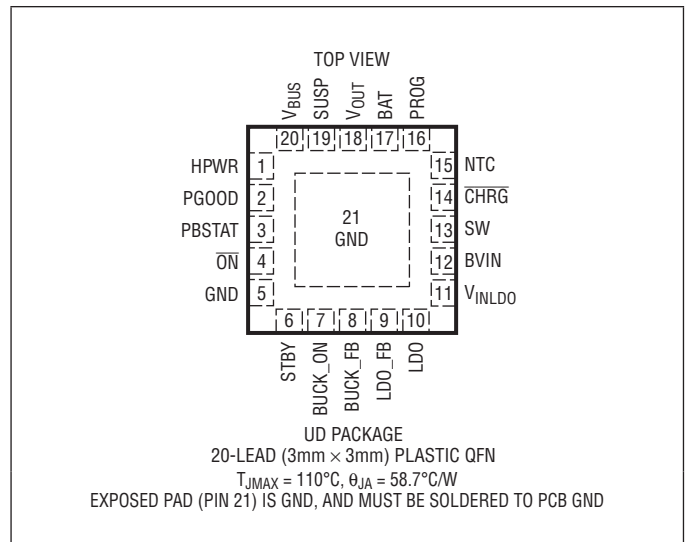 TOP VIEW
VBUS SUSP VOUT BAT PROG
20 19 18 17 16
HPWR 1
PGOOD 2
PBSTAT 3
ON 4
GND 5
15 NTC
14 CHRG
13 SW
12 BVIN
11 VINLDO
21
GND
6 7 8 9 10
STBY BUCK_ON BUCK_FB LDO_FB LDO
UD PACKAGE
20-LEAD (3mm × 3mm) PLASTIC QFN
TJMAX = 110°C, θJA = 58.7°C/W
EXPOSED PAD (PIN 21) IS GND, AND MUST BE SOLDERED TO PCB GND